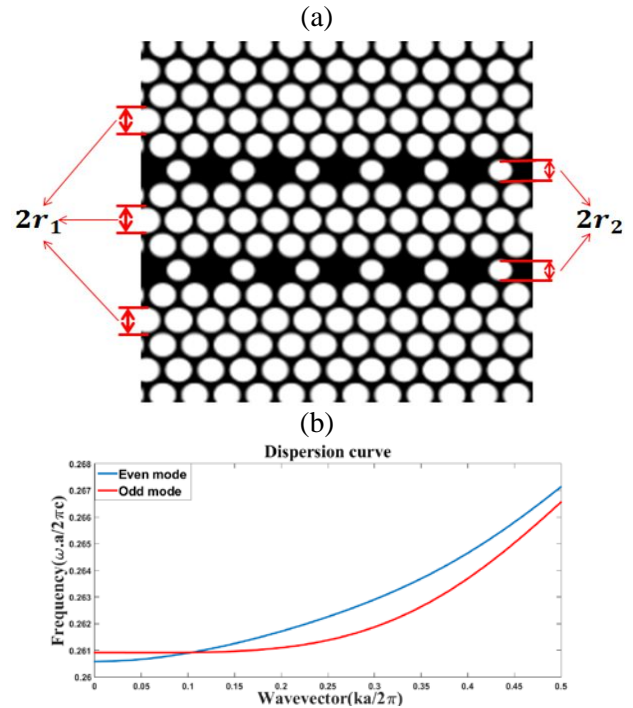 (a)
2r₁
2r₂
(b)
Dispersion curve
Even mode
Odd mode
Frequency(ω.a/2πc)
0.268
0.267
0.266
0.265
0.264
0.263
0.262
0.261
0.26
0 0.05 0.1 0.15 0.2 0.25 0.3 0.35 0.4 0.45 0.5
Wavevector(ka/2π)